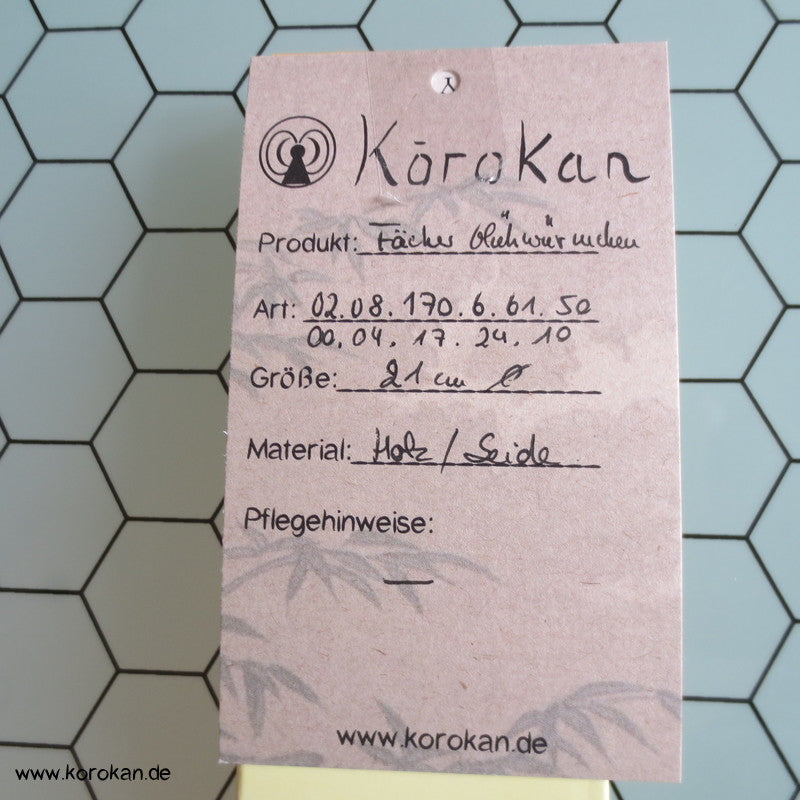 Kōrokan
Produkt: Fächer Glühwürmchen
Art: 02.08.170.6.61.50
00.04.17.24.10
Größe: 21 cm
Material: Holz / Seide
Pflegehinweise:
—
www.korokan.de
www.korokan.de